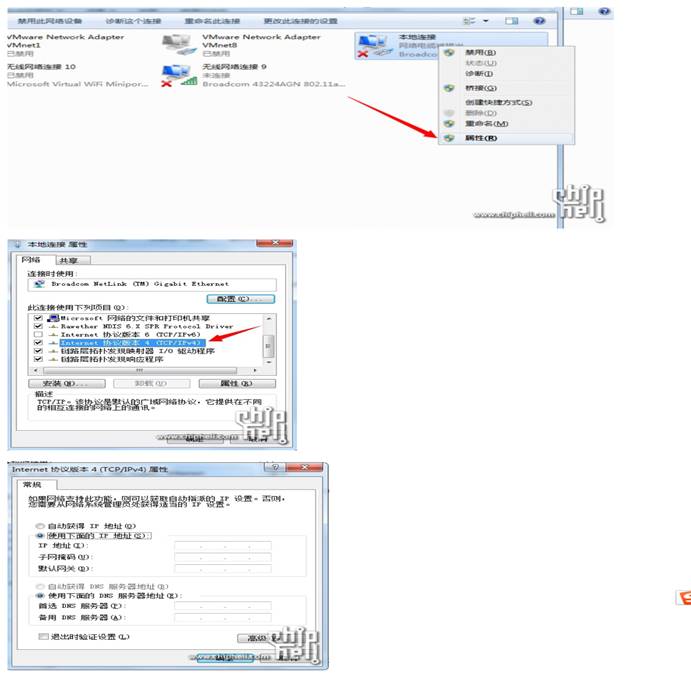 禁用此网络设备 诊断这个连接 重命名此连接 更改此连接的设置
VMware Network Adapter VMnet1
已禁用
VMware Network Adapter VMnet8
已禁用
本地连接
网络电缆被拔出
Broadcom
无线网络连接 10
已禁用
Microsoft Virtual WiFi Minipor...
无线网络连接 9
未连接
Broadcom 43224AGN 802.11a...
禁用(B)
状态(U)
诊断(I)
桥接(G)
创建快捷方式(S)
删除(D)
重命名(M)
属性(R)
www.chiphell.com
chip hell
本地连接 属性
网络 共享
连接时使用:
Broadcom NetLink (TM) Gigabit Ethernet
配置(C)...
此连接使用下列项目(O):
Microsoft 网络的文件和打印机共享
Rawether NDIS 6.X SPR Protocol Driver
Internet 协议版本 6 (TCP/IPv6)
Internet 协议版本 4 (TCP/IPv4)
链路层拓扑发现映射器 I/O 驱动程序
链路层拓扑发现响应程序
安装(N)... 卸载(U) 属性(R)
描述
TCP/IP。该协议是默认的广域网络协议，它提供在不同
的相互连接的网络上的通讯。
www.chiphell.com
chip hell
确定 取消
Internet 协议版本 4 (TCP/IPv4) 属性
常规
如果网络支持此功能，则可以获取自动指派的 IP 设置。否则，
您需要从网络系统管理员处获得适当的 IP 设置。
自动获得 IP 地址(O)
使用下面的 IP 地址(S):
IP 地址(I):
子网掩码(U):
默认网关(D):
自动获得 DNS 服务器地址(B)
使用下面的 DNS 服务器地址(E):
首选 DNS 服务器(P):
备用 DNS 服务器(A):
退出时验证设置(L)
高级
www.chiphell.com
chip hell